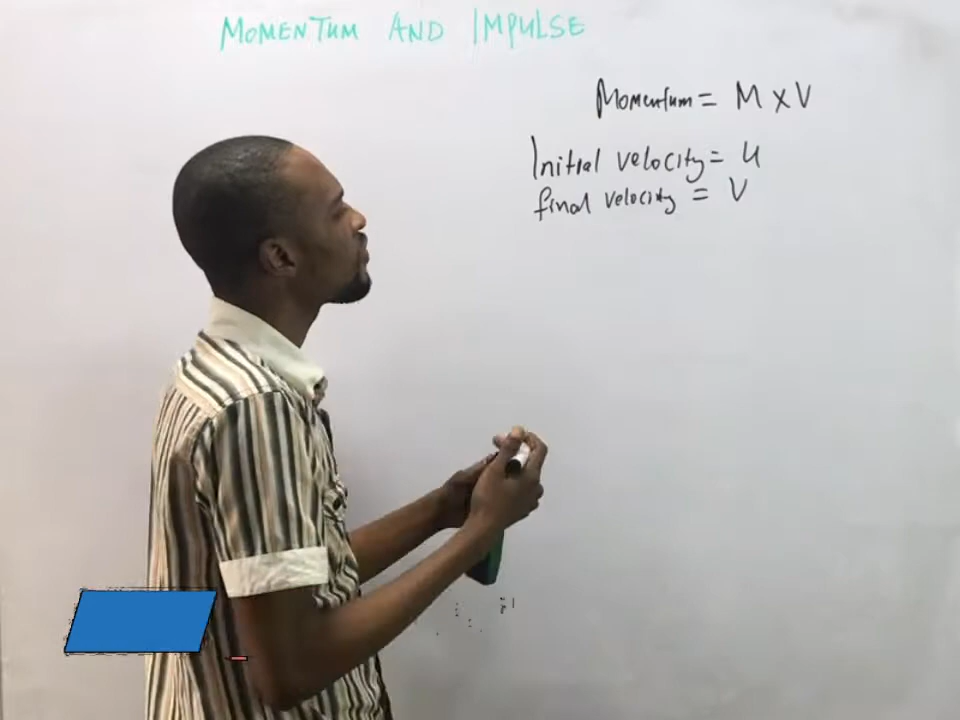 MOMENTUM AND IMPULSE
Momentum = M x V
Initial velocity = u
final velocity = V